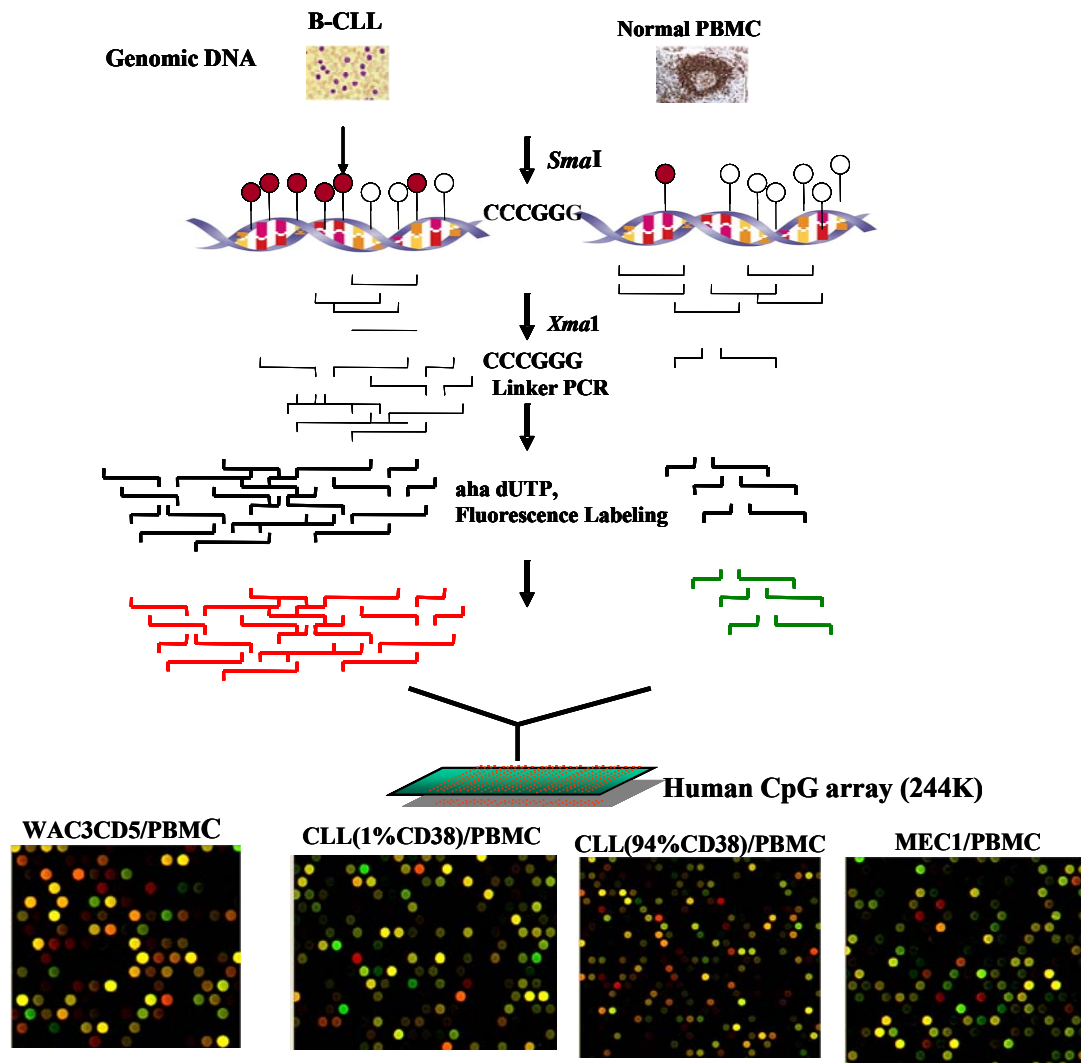 B-CLL
Normal PBMC
Genomic DNA
SmaI
CCCGGG
Xma1
CCCGGG
Linker PCR
aha dUTP,
Fluorescence Labeling
Human CpG array (244K)
WAC3CD5/PBMC
CLL(1%CD38)/PBMC
CLL(94%CD38)/PBMC
MEC1/PBMC